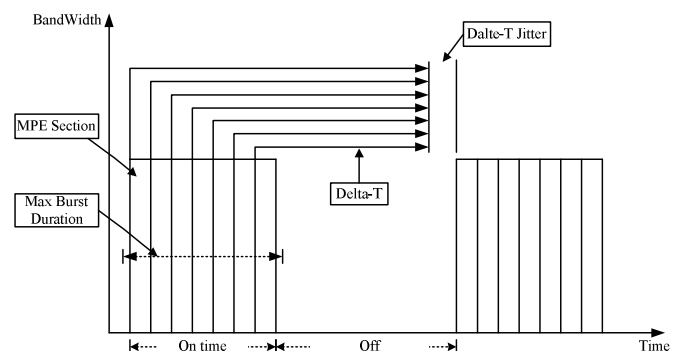 BandWidth
Dalte-T Jitter
MPE Section
Max Burst
Duration
Delta-T
On time
Off
Time